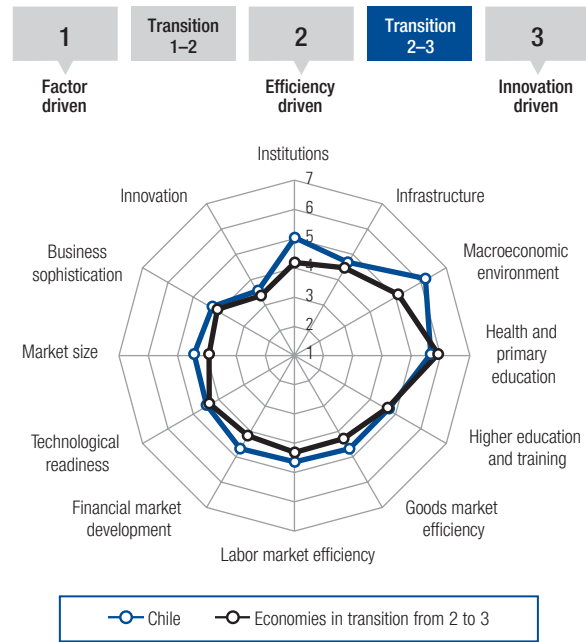 1
Transition
1–2
2
Transition
2–3
3
Factor
driven
Efficiency
driven
Innovation
driven
Institutions
Innovation
Infrastructure
Business
sophistication
Macroeconomic
environment
Market size
Health and
primary
education
Technological
readiness
Higher education
and training
Financial market
development
Goods market
efficiency
Labor market efficiency
7
6
5
4
3
2
1
Chile
Economies in transition from 2 to 3